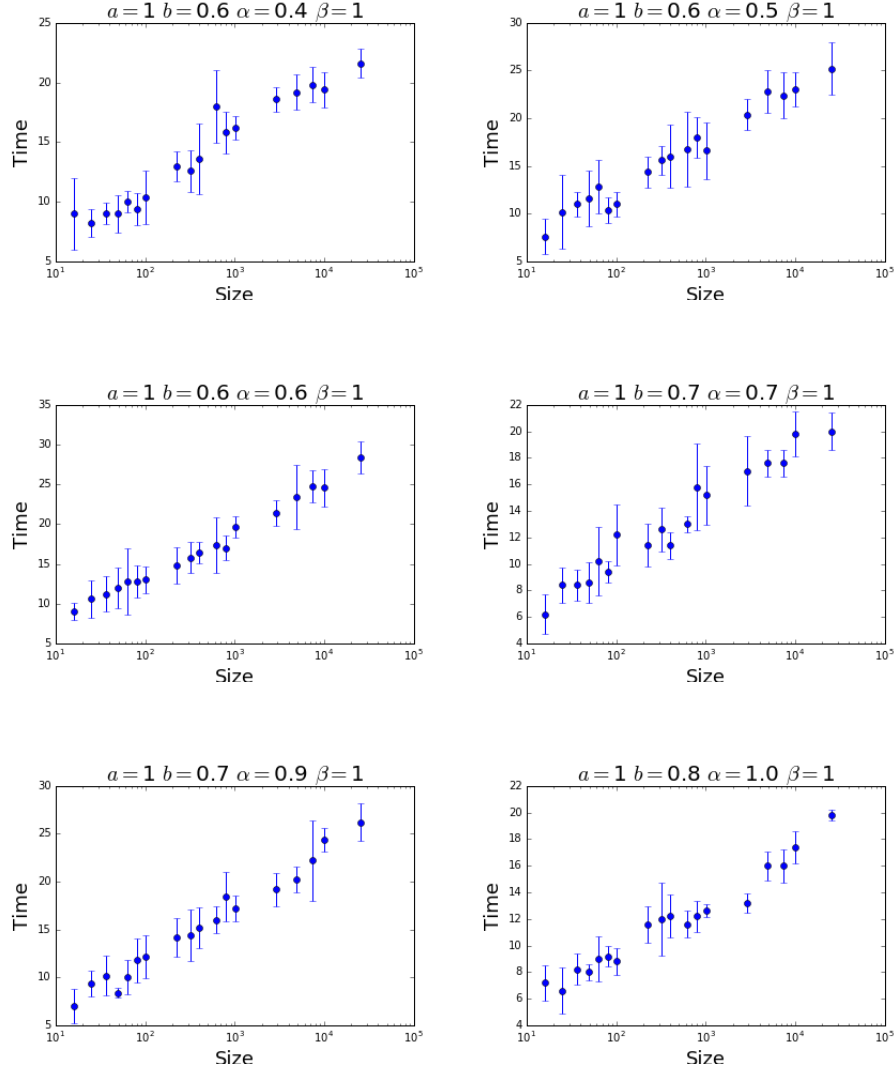 a = 1 b = 0.6 α = 0.4 β = 1
25
20
15
10
5
Time
10^1 10^2 10^3 10^4 10^5
Size
a = 1 b = 0.6 α = 0.5 β = 1
30
25
20
15
10
5
Time
10^1 10^2 10^3 10^4 10^5
Size
a = 1 b = 0.6 α = 0.6 β = 1
35
30
25
20
15
10
5
Time
10^1 10^2 10^3 10^4 10^5
Size
a = 1 b = 0.7 α = 0.7 β = 1
22
20
18
16
14
12
10
8
6
4
Time
10^1 10^2 10^3 10^4 10^5
Size
a = 1 b = 0.7 α = 0.9 β = 1
30
25
20
15
10
5
Time
10^1 10^2 10^3 10^4 10^5
Size
a = 1 b = 0.8 α = 1.0 β = 1
22
20
18
16
14
12
10
8
6
4
Time
10^1 10^2 10^3 10^4 10^5
Size